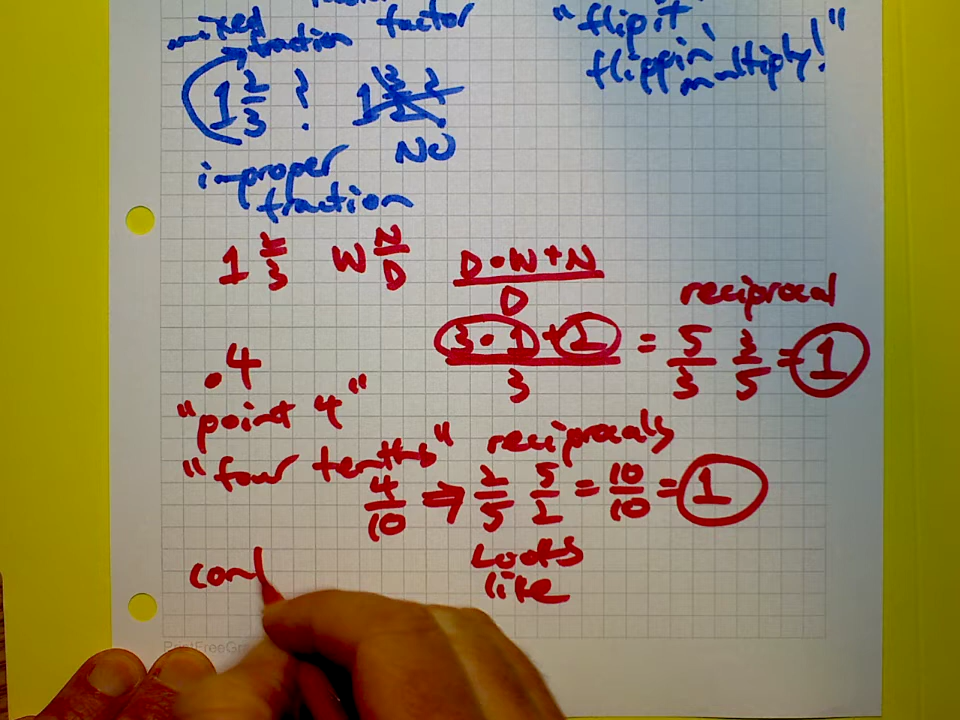 mixed
fraction factor
"flip it,
flippin'
multiply!"
1 2/3 ? 1 3/2
NO
improper
fraction
1 2/3 W N/D D•W+N/D
reciprocal
3•1+2/3 = 5/3 3/5 = 1
.4
"point 4"
"four tenths" reciprocals
4/10 ⇒ 2/5 5/2 = 10/10 = 1
Looks
like